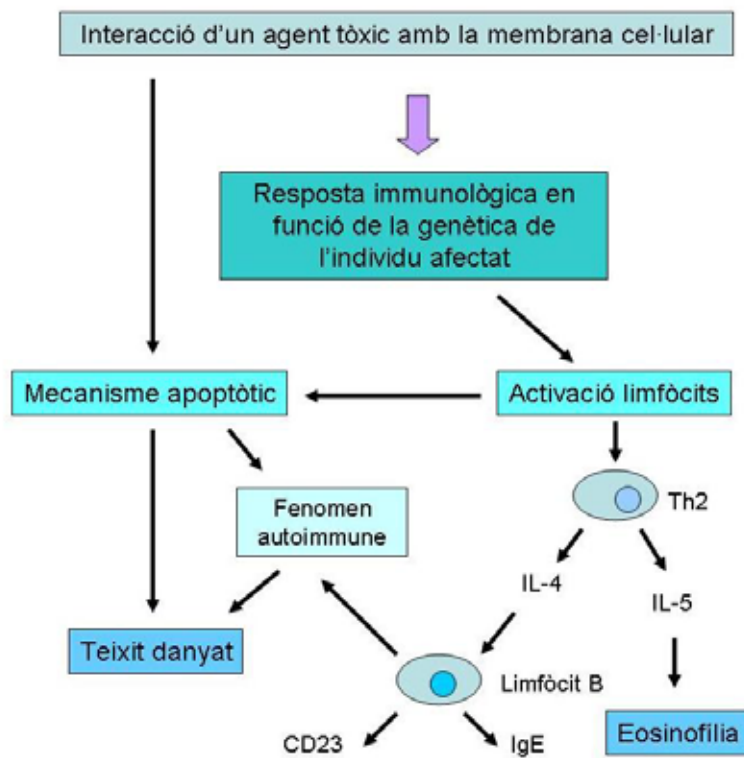 Interacció d'un agent tòxic amb la membrana cel·lular
Resposta immunològica en
funció de la genètica de
l'individu afectat
Mecanisme apoptòtic
Activació limfòcits
Th2
Fenomen
autoimmune
IL-4
IL-5
Teixit danyat
Limfòcit B
CD23
IgE
Eosinofília